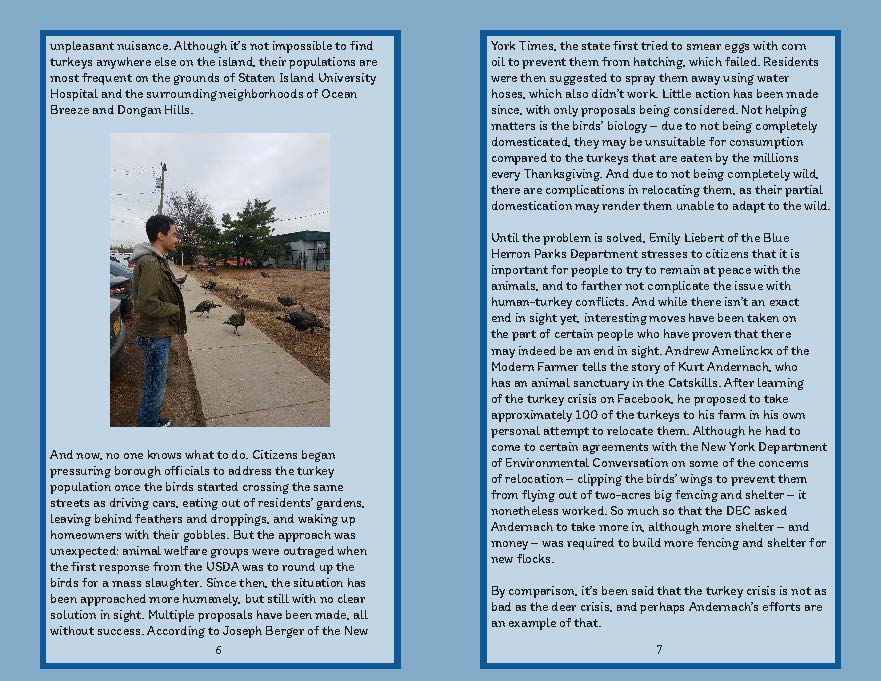 unpleasant nuisance. Although it's not impossible to find
turkeys anywhere else on the island, their populations are
most frequent on the grounds of Staten Island University
Hospital and the surrounding neighborhoods of Ocean
Breeze and Dongan Hills.
And now, no one knows what to do. Citizens began
pressuring borough officials to address the turkey
population once the birds started crossing the same
streets as driving cars, eating out of residents' gardens,
leaving behind feathers and droppings, and waking up
homeowners with their gobbles. But the approach was
unexpected: animal welfare groups were outraged when
the first response from the USDA was to round up the
birds for a mass slaughter. Since then, the situation has
been approached more humanely, but still with no clear
solution in sight. Multiple proposals have been made, all
without success. According to Joseph Berger of the New
6
York Times, the state first tried to smear eggs with corn
oil to prevent them from hatching, which failed. Residents
were then suggested to spray them away using water
hoses, which also didn't work. Little action has been made
since, with only proposals being considered. Not helping
matters is the birds' biology – due to not being completely
domesticated, they may be unsuitable for consumption
compared to the turkeys that are eaten by the millions
every Thanksgiving. And due to not being completely wild,
there are complications in relocating them, as their partial
domestication may render them unable to adapt to the wild.
Until the problem is solved, Emily Liebert of the Blue
Herron Parks Department stresses to citizens that it is
important for people to try to remain at peace with the
animals, and to farther not complicate the issue with
human-turkey conflicts. And while there isn't an exact
end in sight yet, interesting moves have been taken on
the part of certain people who have proven that there
may indeed be an end in sight. Andrew Amelinckx of the
Modern Farmer tells the story of Kurt Andernach, who
has an animal sanctuary in the Catskills. After learning
of the turkey crisis on Facebook, he proposed to take
approximately 100 of the turkeys to his farm in his own
personal attempt to relocate them. Although he had to
come to certain agreements with the New York Department
of Environmental Conversation on some of the concerns
of relocation – clipping the birds' wings to prevent them
from flying out of two-acres big fencing and shelter – it
nonetheless worked. So much so that the DEC asked
Andernach to take more in, although more shelter – and
money – was required to build more fencing and shelter for
new flocks.
By comparison, it's been said that the turkey crisis is not as
bad as the deer crisis, and perhaps Andernach's efforts are
an example of that.
7